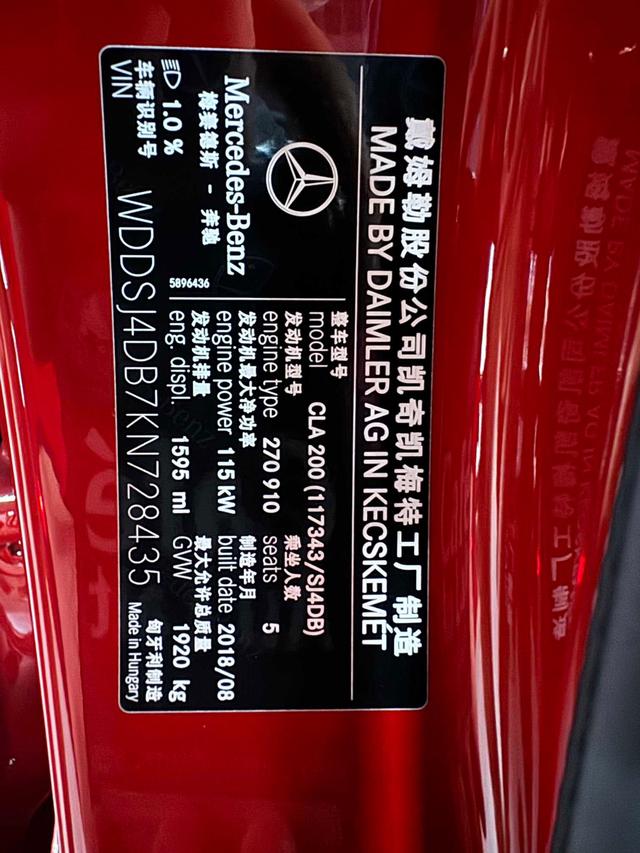 戴姆勒股份公司凯奇凯梅特工厂制造
MADE BY DAIMLER AG IN KECSKEMÉT
Mercedes-Benz
梅赛德斯 - 奔驰
1.0 %
5896436
整车型号
model CLA 200 (117343/SJ4DB)
发动机型号 乘坐人数
engine type 270 910 seats 5
发动机最大净功率 制造年月
engine power 115 kW built date 2018/08
发动机排量 最大允许总质量
eng. displ. 1595 ml GVW 1920 kg
车辆识别号
VIN WDDSJ4DB7KN728435
匈牙利制造
Made in Hungary